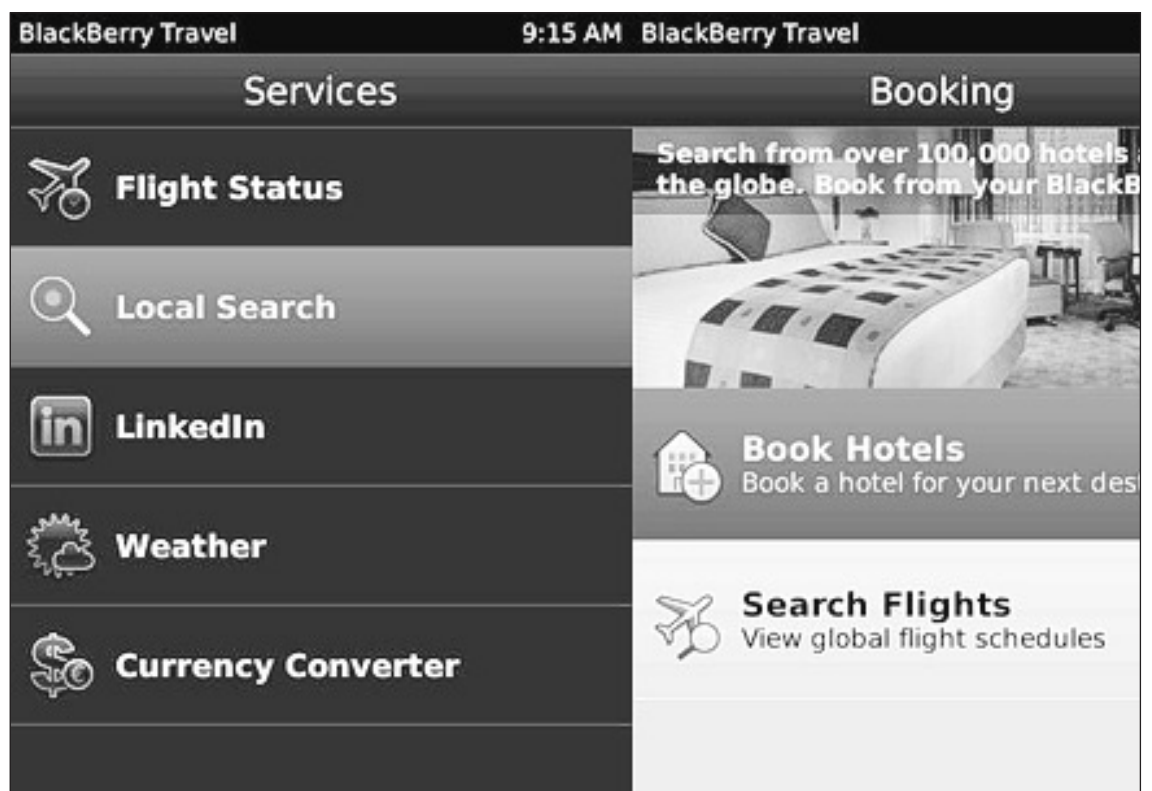 BlackBerry Travel 9:15 AM
Services
Flight Status
Local Search
in LinkedIn
Weather
Currency Converter
BlackBerry Travel
Booking
Search from over 100,000 hotels
the globe. Book from your BlackB
Book Hotels
Book a hotel for your next des
Search Flights
View global flight schedules